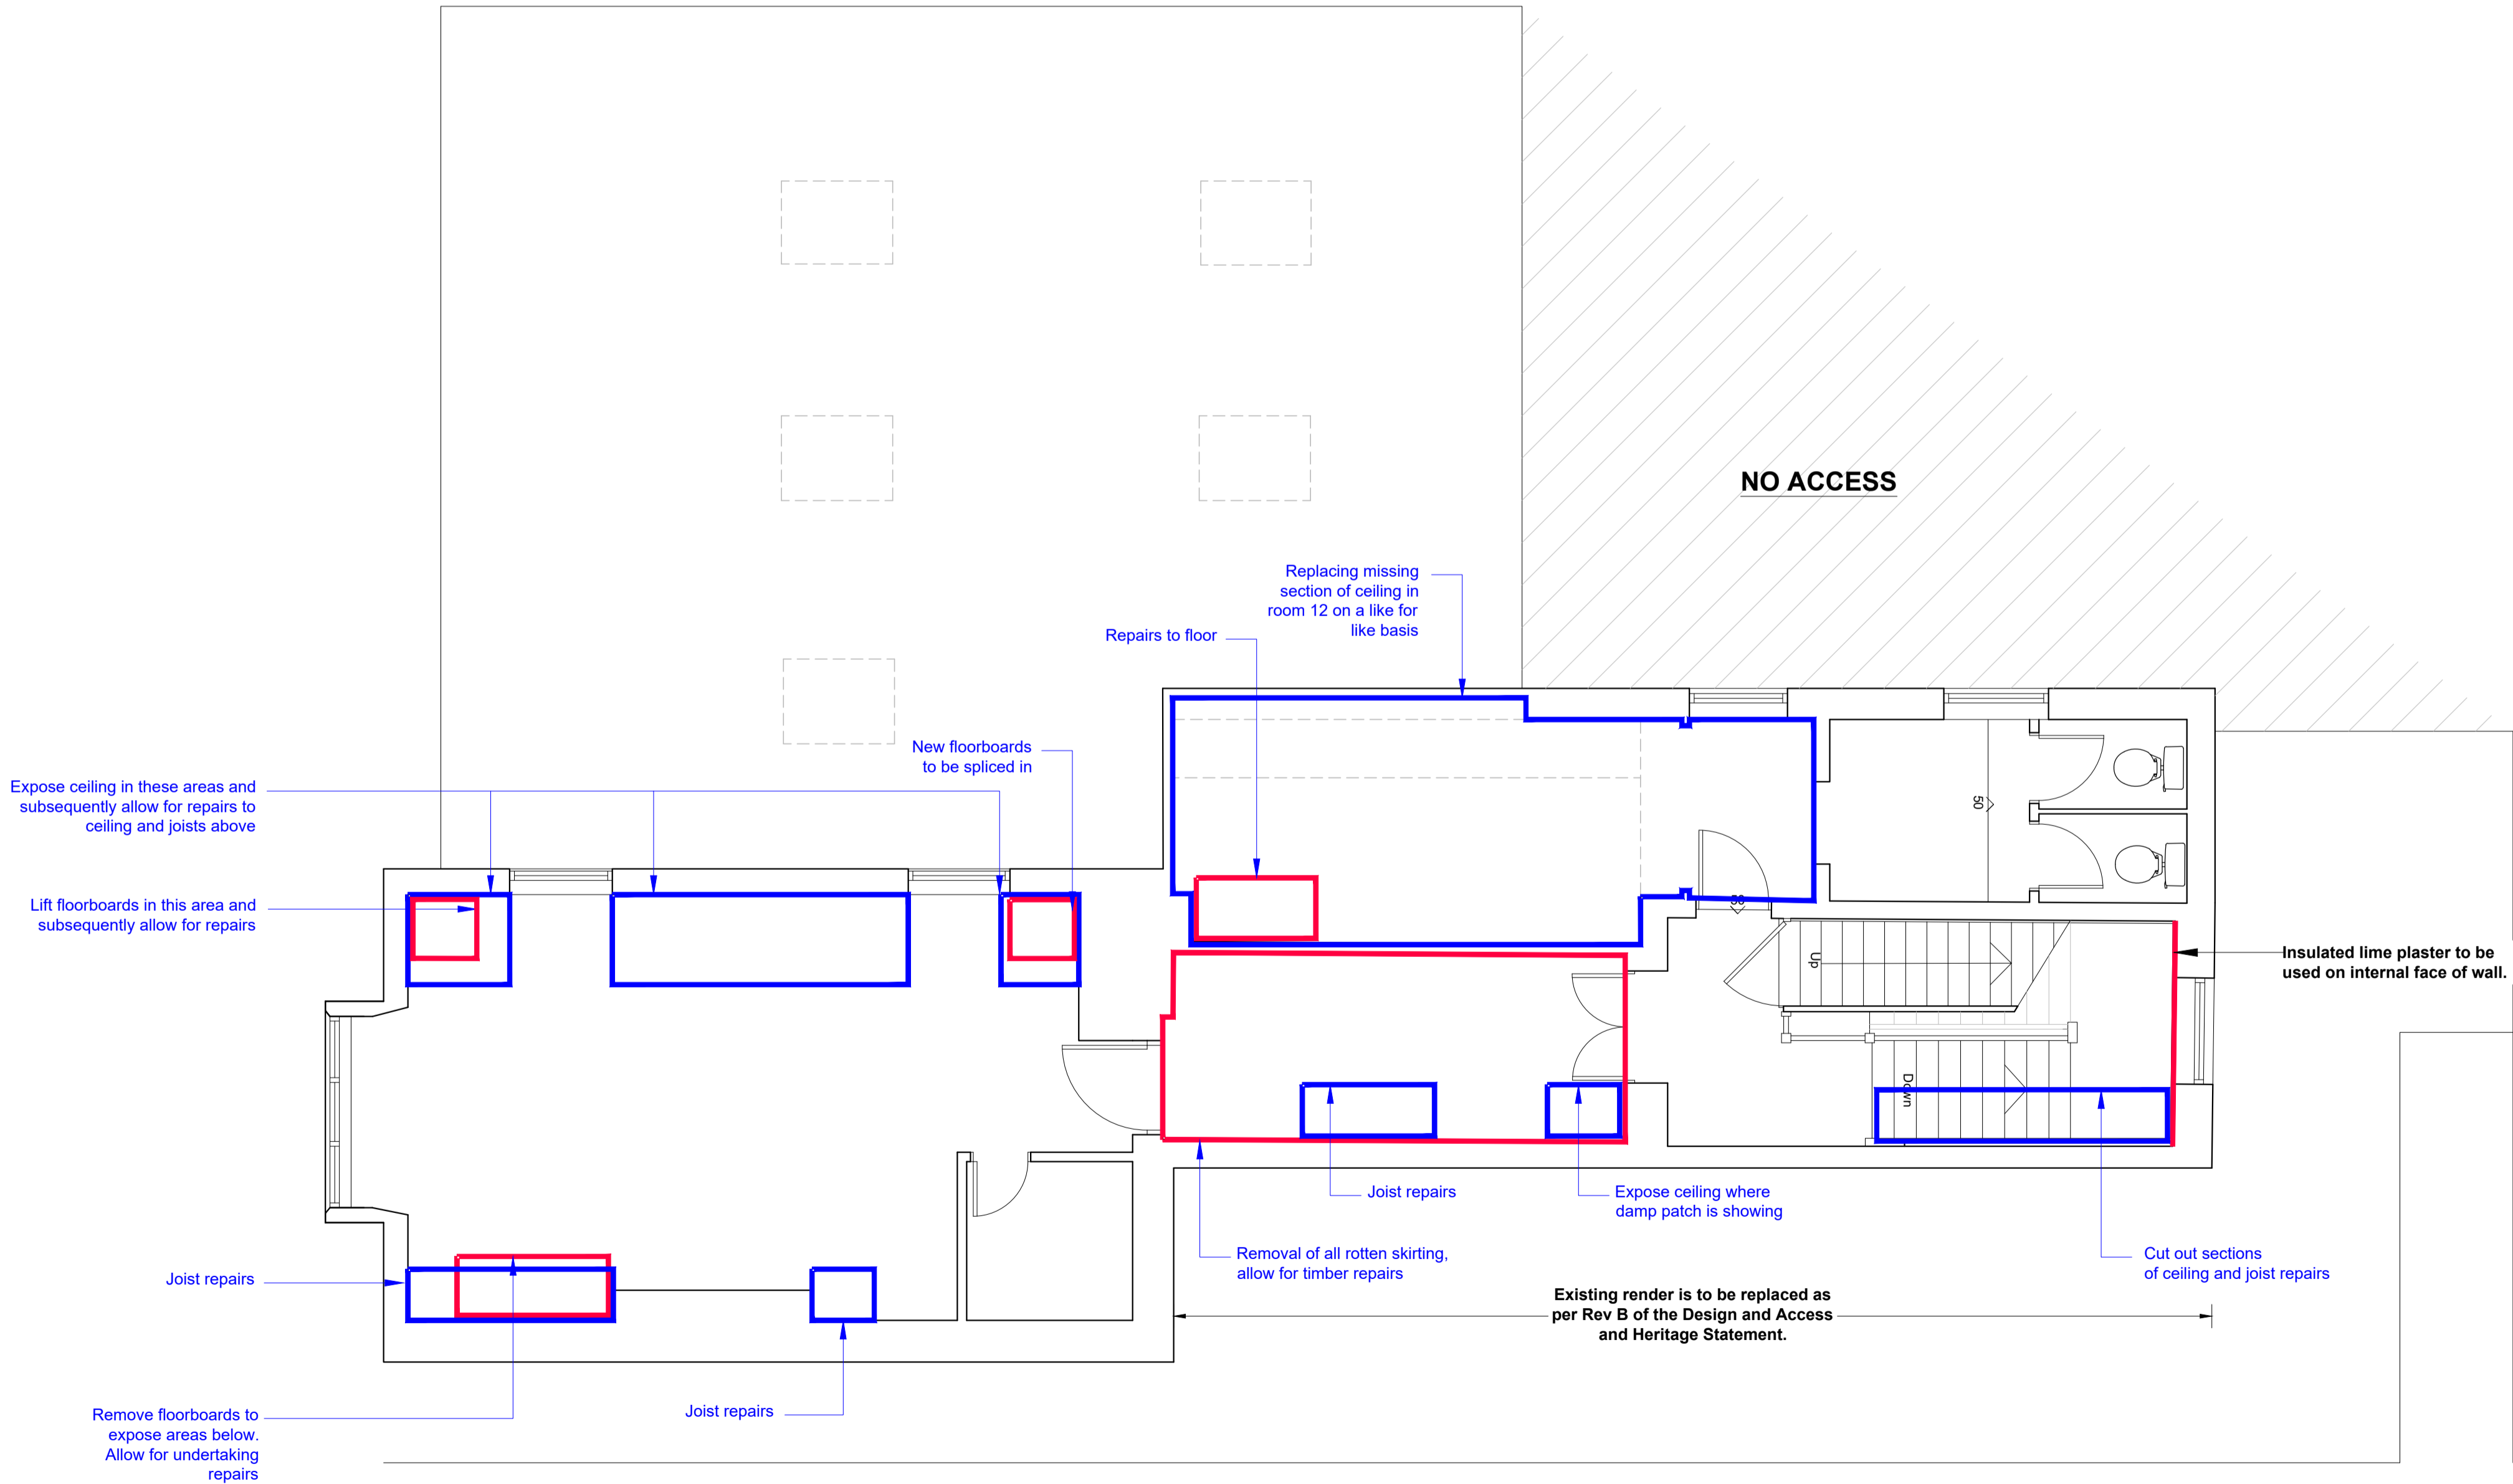 NO ACCESS
Replacing missing
section of ceiling in
room 12 on a like for
like basis
Repairs to floor
New floorboards
to be spliced in
Expose ceiling in these areas and
subsequently allow for repairs to
ceiling and joists above
50
Lift floorboards in this area and
subsequently allow for repairs
50
Up
Insulated lime plaster to be
used on internal face of wall.
Down
Joist repairs
Expose ceiling where
damp patch is showing
Removal of all rotten skirting,
allow for timber repairs
Cut out sections
of ceiling and joist repairs
Joist repairs
Existing render is to be replaced as
per Rev B of the Design and Access
and Heritage Statement.
Joist repairs
Remove floorboards to
expose areas below.
Allow for undertaking
repairs